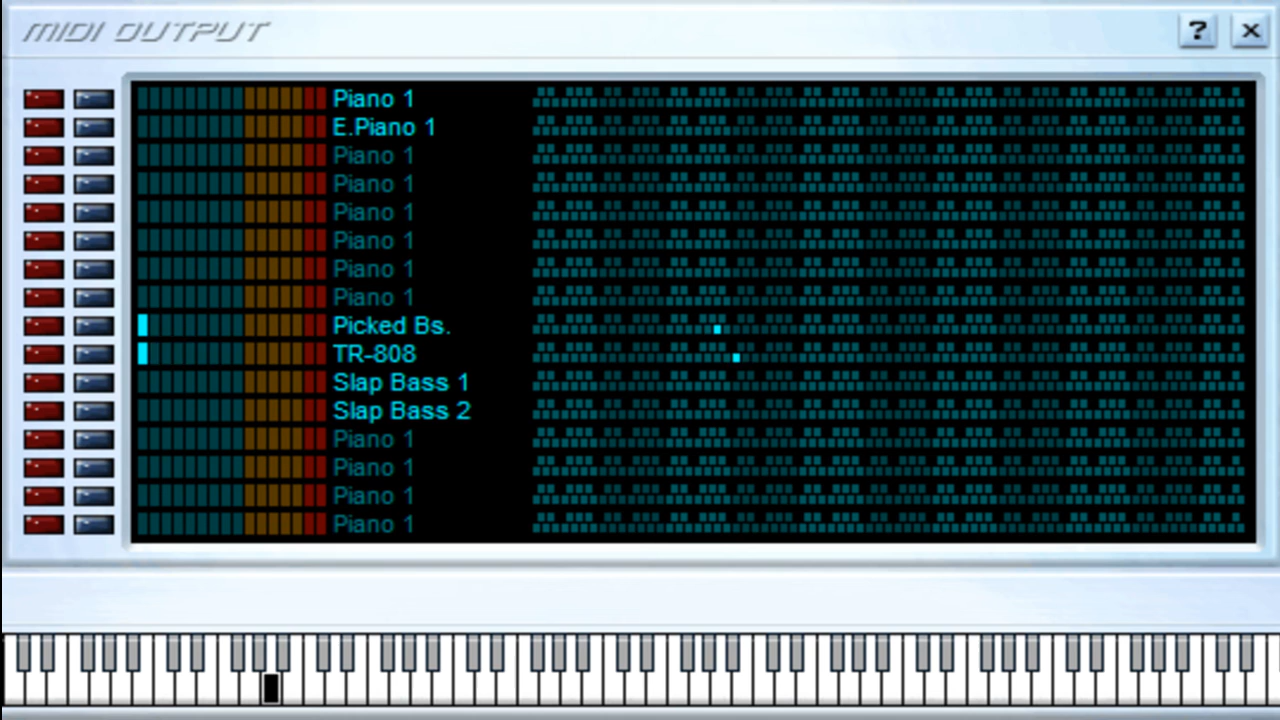 MIDI OUTPUT
? ×
Piano 1
E.Piano 1
Piano 1
Piano 1
Piano 1
Piano 1
Piano 1
Piano 1
Picked Bs.
TR-808
Slap Bass 1
Slap Bass 2
Piano 1
Piano 1
Piano 1
Piano 1